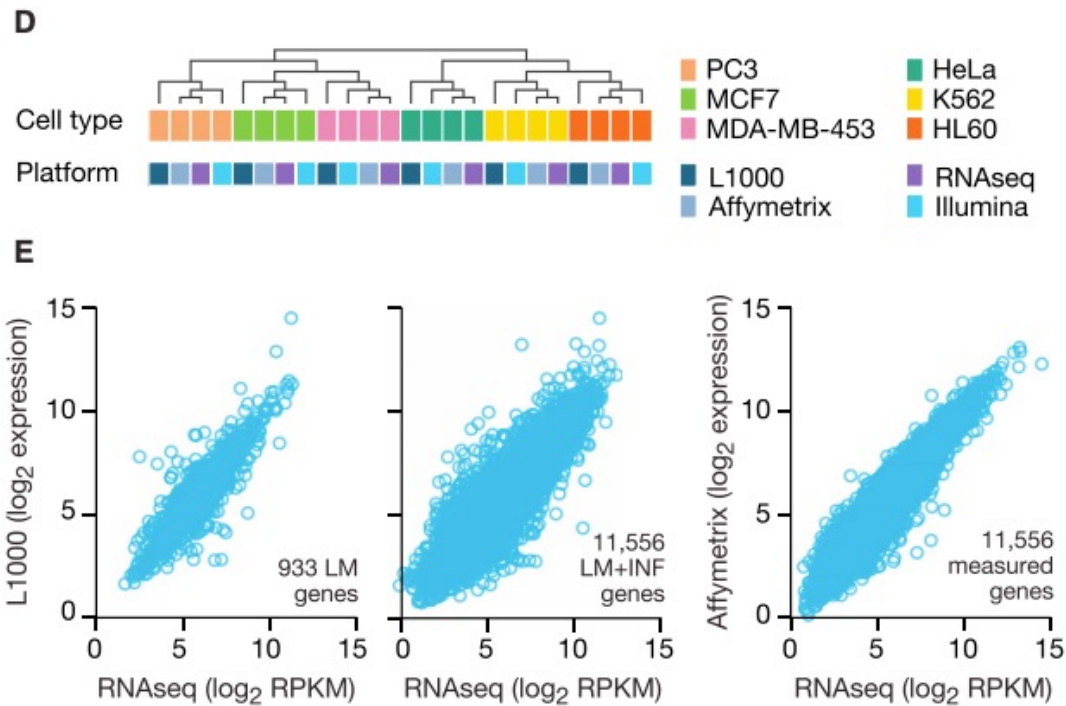 D
Cell type
Platform
PC3
MCF7
MDA-MB-453
L1000
Affymetrix
HeLa
K562
HL60
RNAseq
Illumina
E
L1000 (log2 expression)
15
10
5
0
933 LM
genes
0 5 10 15
RNAseq (log2 RPKM)
11,556
LM+INF
genes
0 5 10 15
RNAseq (log2 RPKM)
Affymetrix (log2 expression)
15
10
5
0
11,556
measured
genes
0 5 10 15
RNAseq (log2 RPKM)